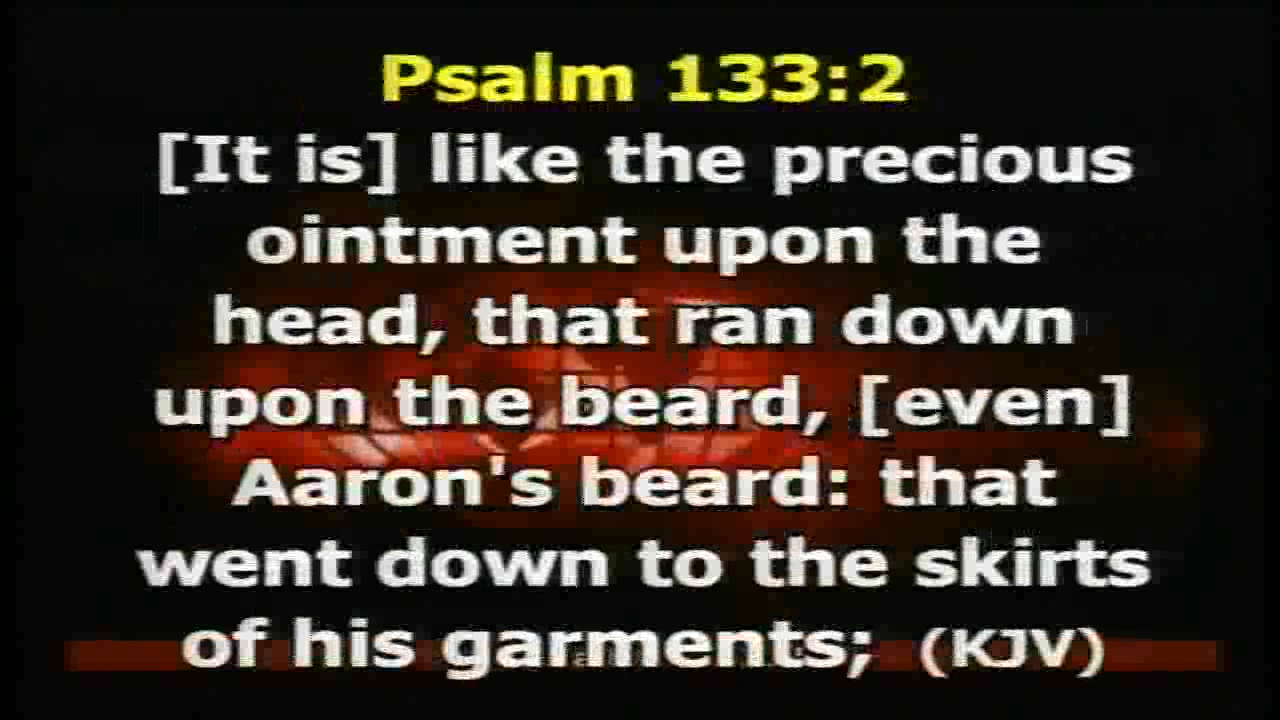 Psalm 133:2
[It is] like the precious
ointment upon the
head, that ran down
upon the beard, [even]
Aaron's beard: that
went down to the skirts
of his garments; (KJV)